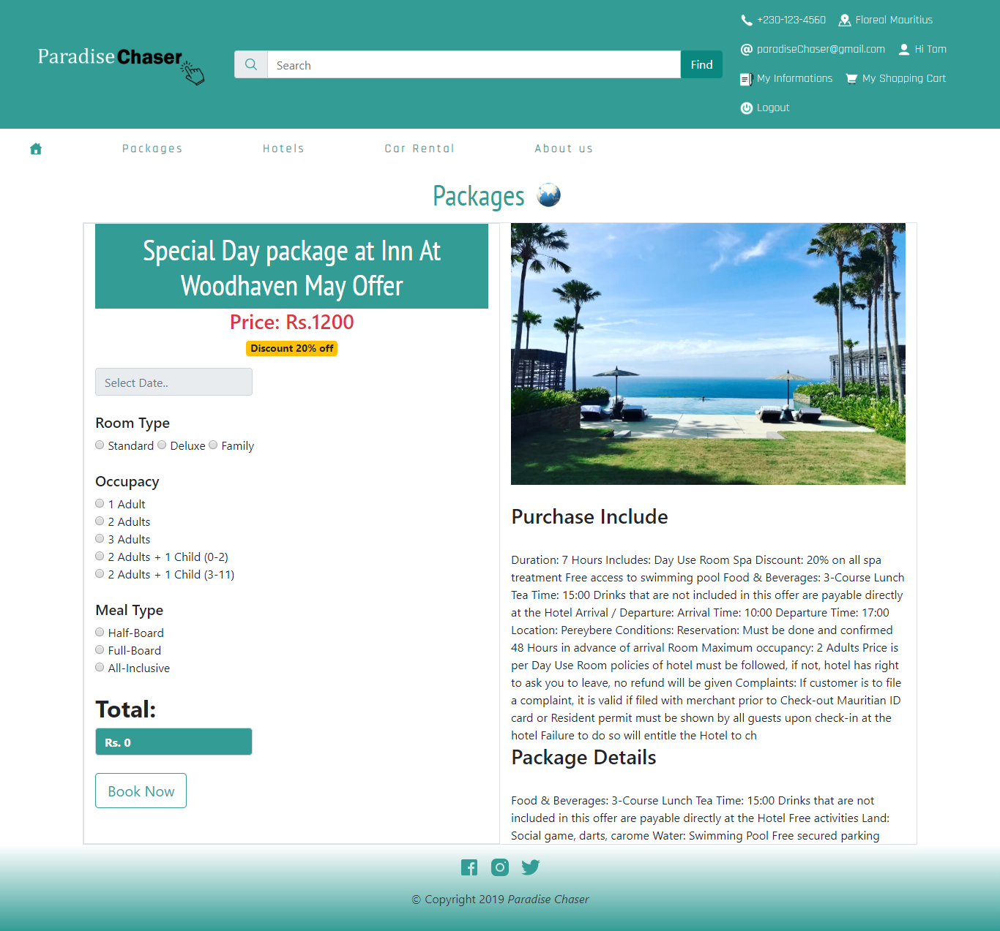 +230-123-4560 Floreal Mauritius
ParadiseChaser
Search Find
paradiseChaser@gmail.com Hi Tom
My Informations My Shopping Cart
Logout
Packages Hotels Car Rental About us
Packages
Special Day package at Inn At
Woodhaven May Offer
Price: Rs.1200
Discount 20% off
Select Date..
Room Type
Standard Deluxe Family
Occupacy
1 Adult
2 Adults
3 Adults
2 Adults + 1 Child (0-2)
2 Adults + 1 Child (3-11)
Meal Type
Half-Board
Full-Board
All-Inclusive
Total:
Rs. 0
Book Now
Purchase Include
Duration: 7 Hours Includes: Day Use Room Spa Discount: 20% on all spa
treatment Free access to swimming pool Food & Beverages: 3-Course Lunch
Tea Time: 15:00 Drinks that are not included in this offer are payable directly
at the Hotel Arrival / Departure: Arrival Time: 10:00 Departure Time: 17:00
Location: Pereybere Conditions: Reservation: Must be done and confirmed
48 Hours in advance of arrival Room Maximum occupancy: 2 Adults Price is
per Day Use Room policies of hotel must be followed, if not, hotel has right
to ask you to leave, no refund will be given Complaints: If customer is to file
a complaint, it is valid if filed with merchant prior to Check-out Mauritian ID
card or Resident permit must be shown by all guests upon check-in at the
hotel Failure to do so will entitle the Hotel to ch
Package Details
Food & Beverages: 3-Course Lunch Tea Time: 15:00 Drinks that are not
included in this offer are payable directly at the Hotel Free activities Land:
Social game, darts, carome Water: Swimming Pool Free secured parking
© Copyright 2019 Paradise Chaser